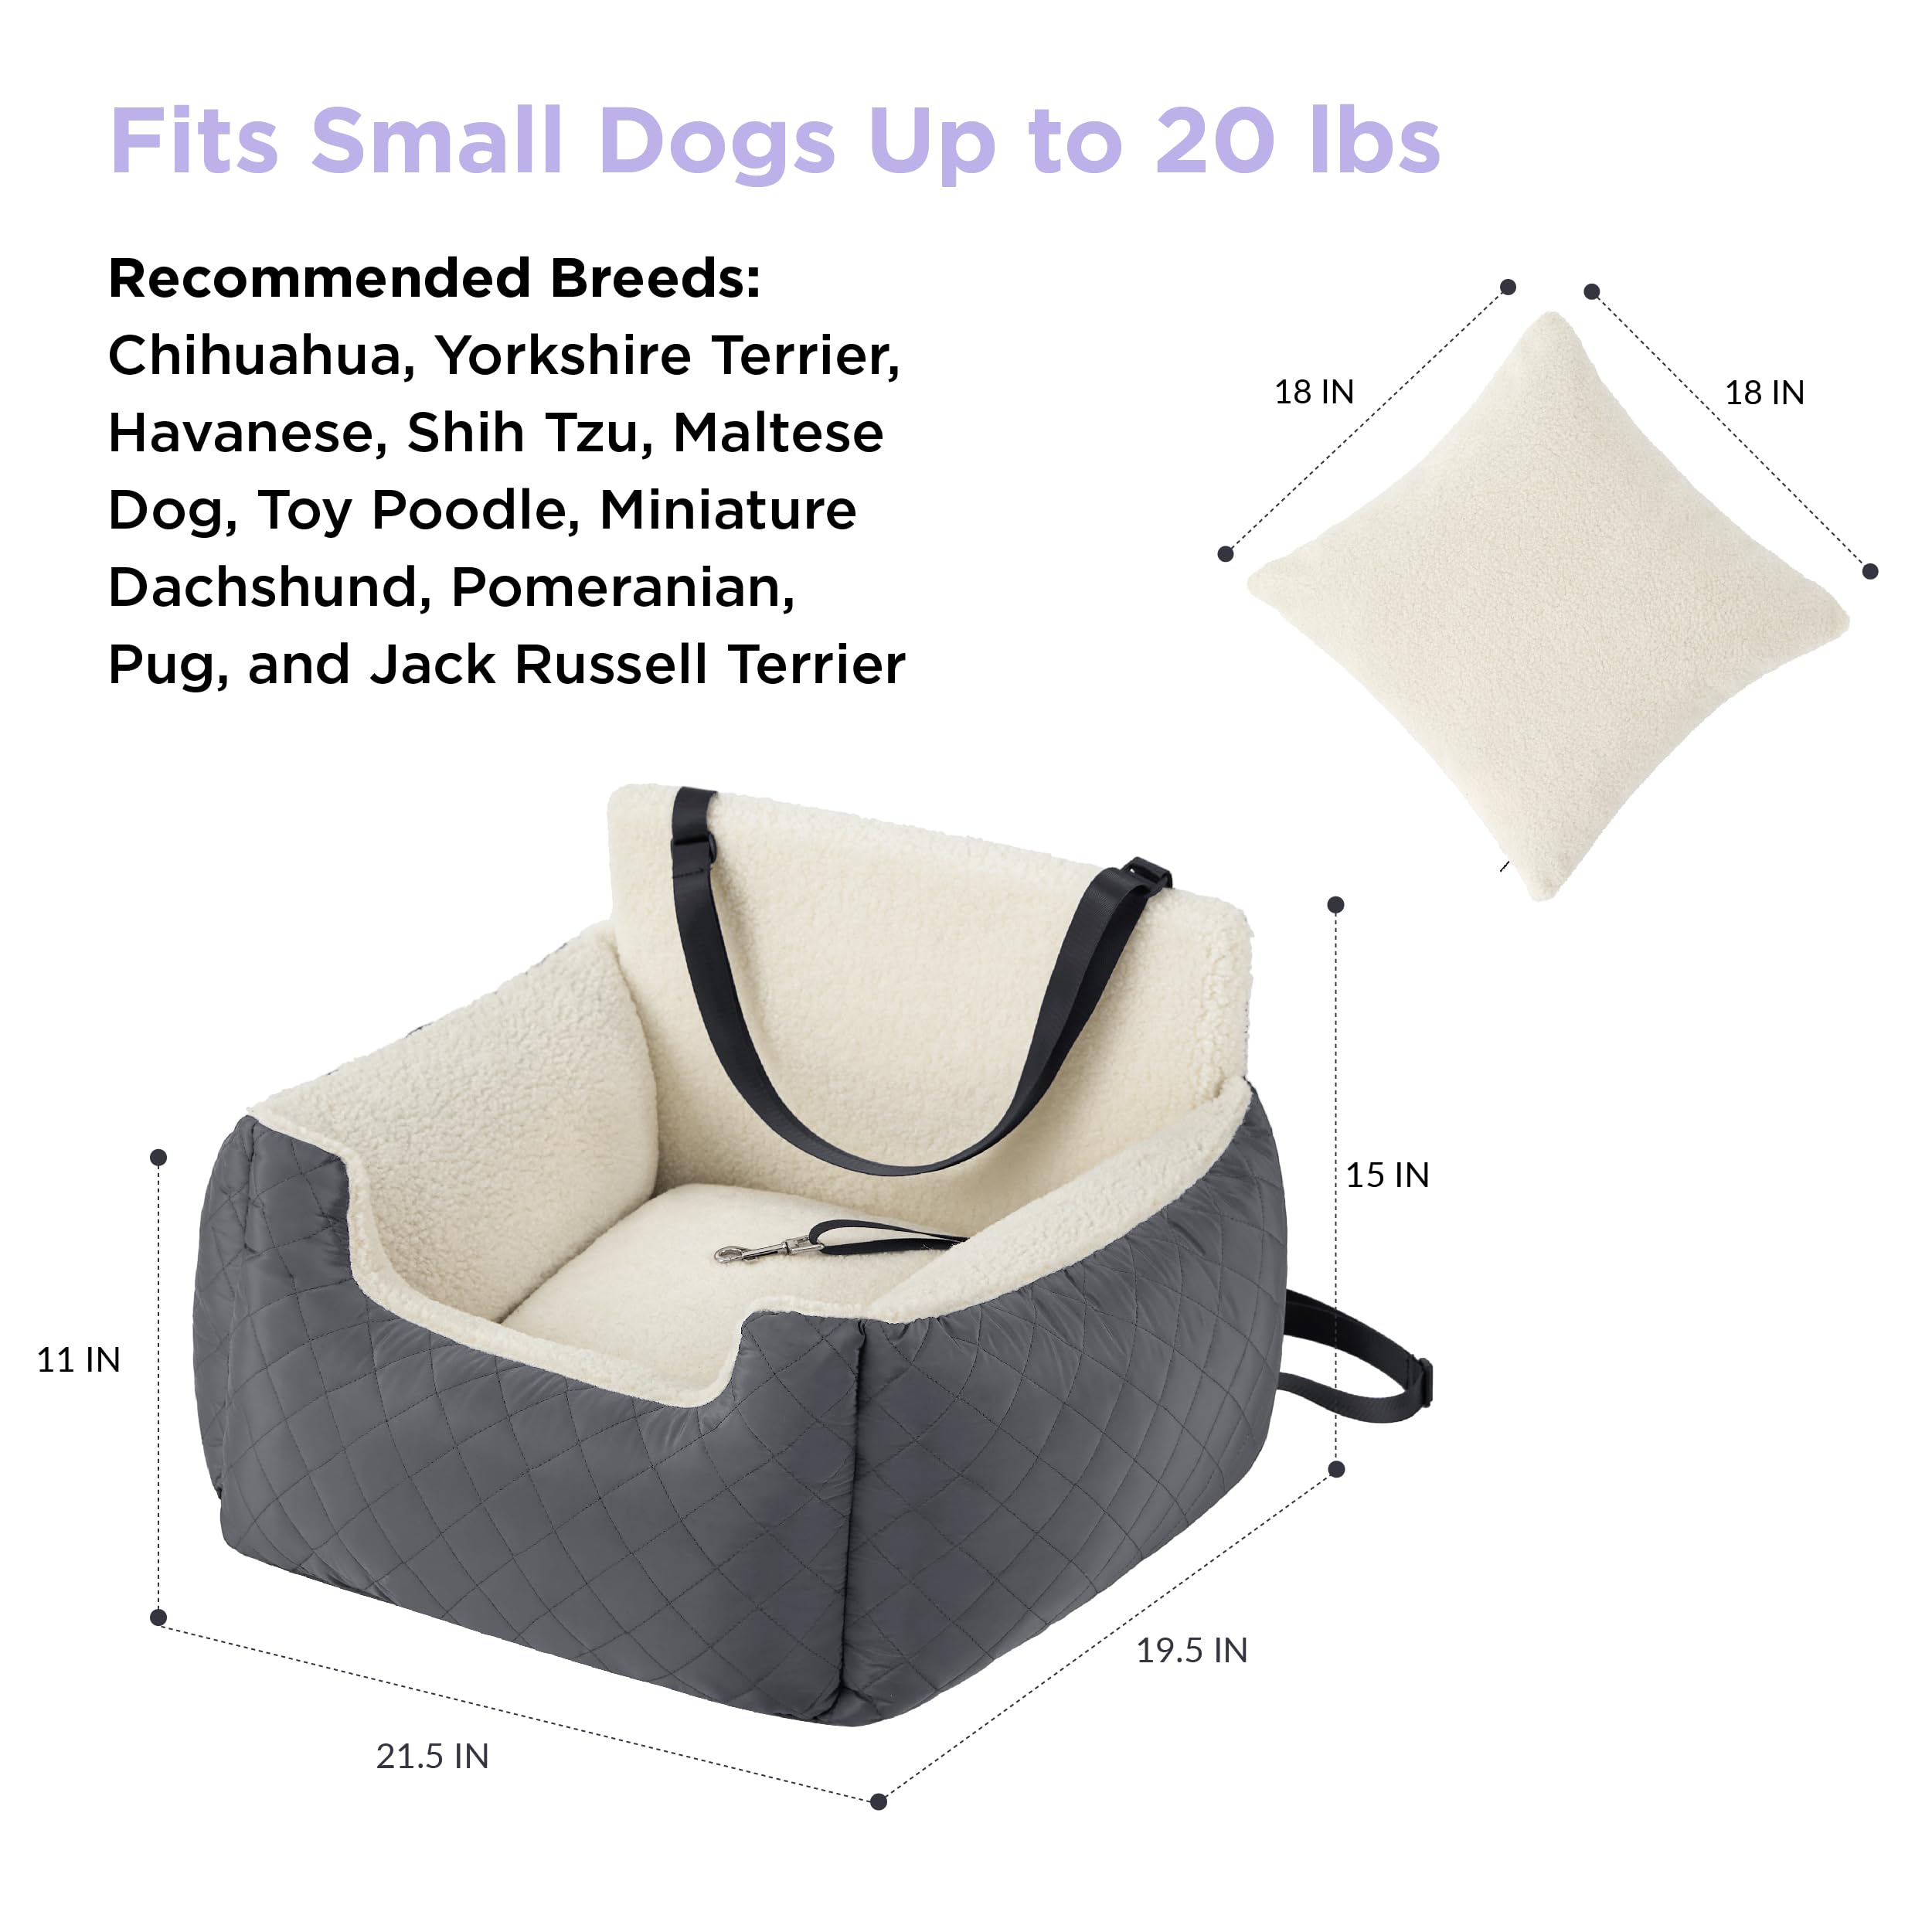 Fits Small Dogs Up to 20 lbs
Recommended Breeds:
Chihuahua, Yorkshire Terrier,
Havanese, Shih Tzu, Maltese
Dog, Toy Poodle, Miniature
Dachshund, Pomeranian,
Pug, and Jack Russell Terrier
18 IN
18 IN
15 IN
11 IN
19.5 IN
21.5 IN